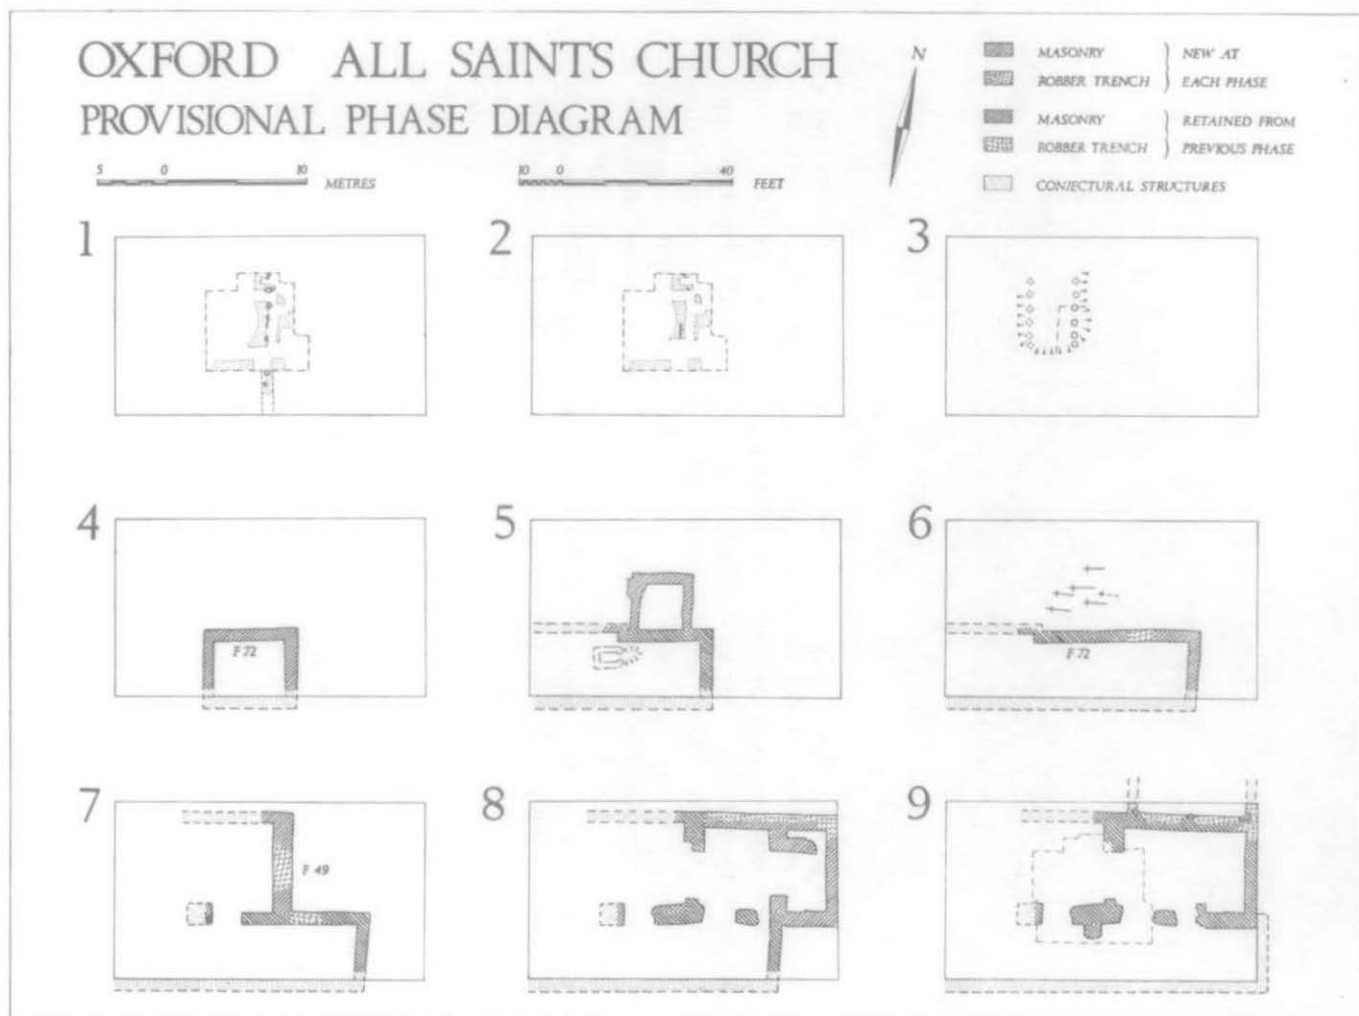 OXFORD ALL SAINTS CHURCH
PROVISIONAL PHASE DIAGRAM
5 0 10 METRES
10 0 40 FEET
N
MASONRY
ROBBER TRENCH
NEW AT
EACH PHASE
MASONRY
ROBBER TRENCH
RETAINED FROM
PREVIOUS PHASE
CONJECTURAL STRUCTURES
1
2
3
4
F 72
5
6
F 72
7
F 49
8
9